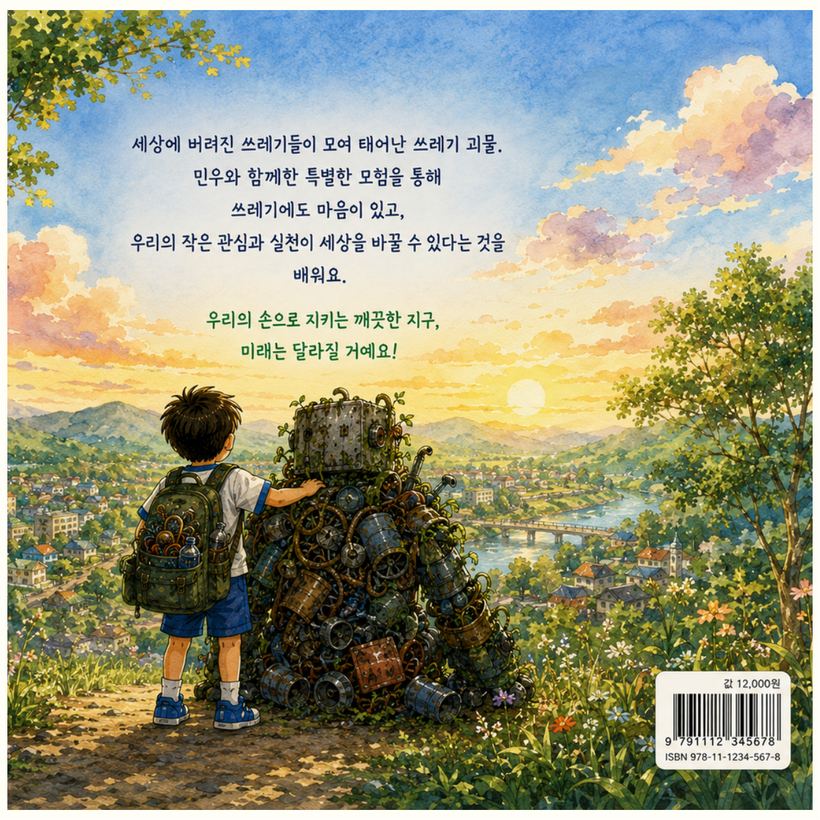 세상에 버려진 쓰레기들이 모여 태어난 쓰레기 괴물.
민우와 함께한 특별한 모험을 통해
쓰레기에도 마음이 있고,
우리의 작은 관심과 실천이 세상을 바꿀 수 있다는 것을
배워요.
우리의 손으로 지키는 깨끗한 지구,
미래는 달라질 거예요!
값 12,000원
9 791112 345678
ISBN 978-11-1234-567-8